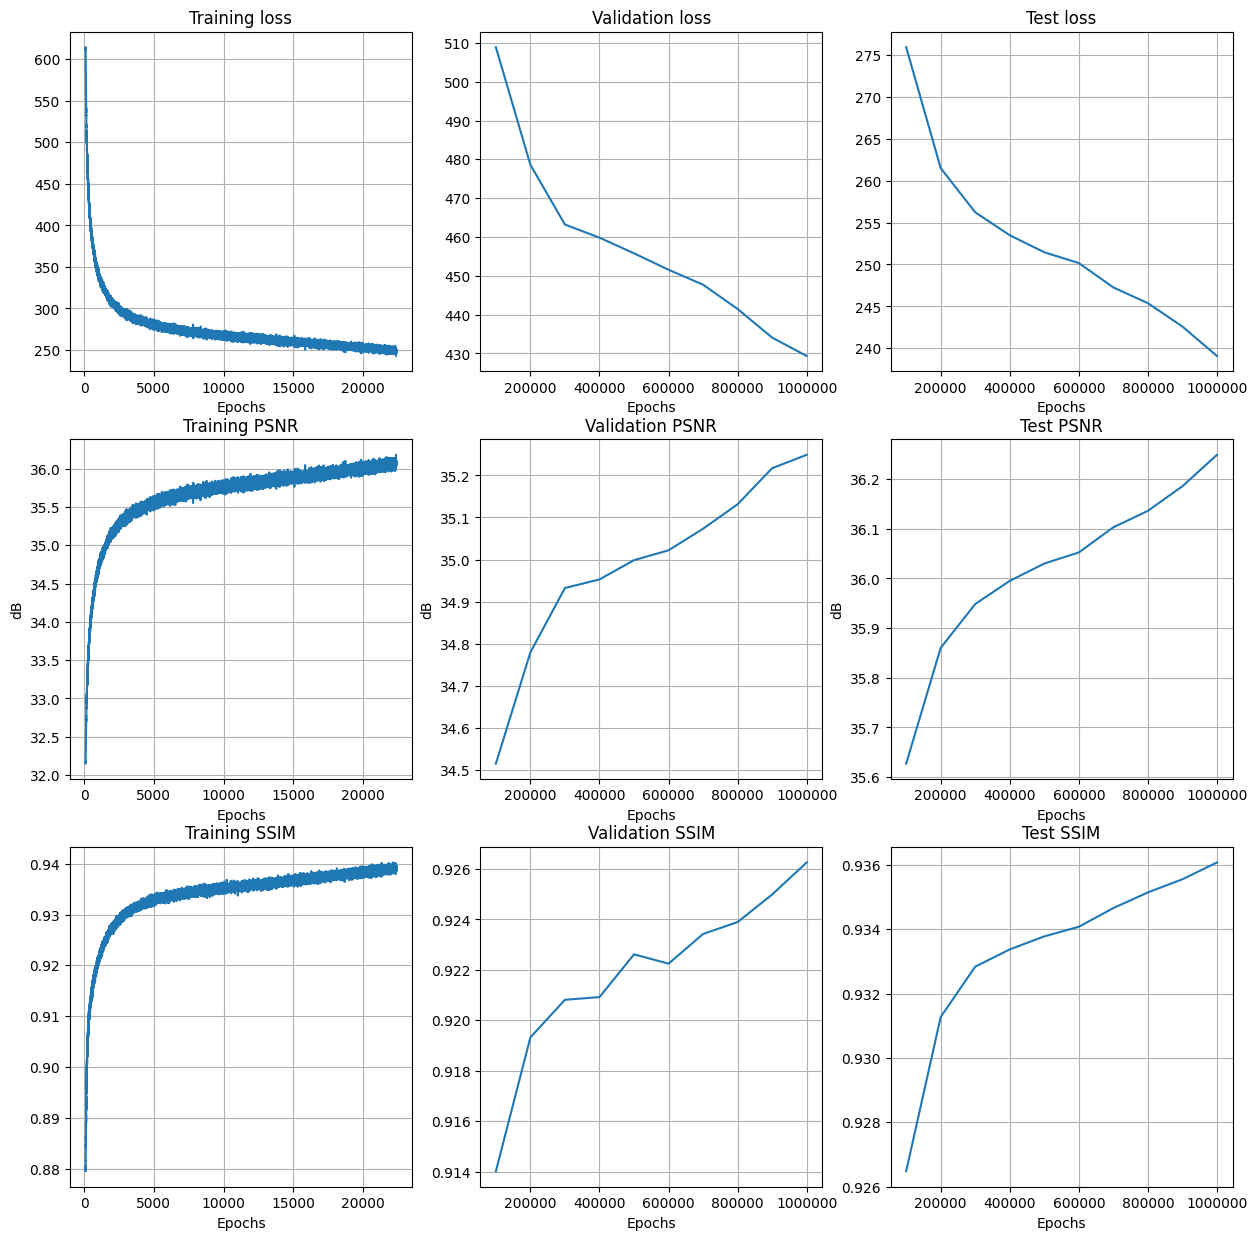 Training loss
600
550
500
450
400
350
300
250
0 5000 10000 15000 20000
Epochs
Validation loss
510
500
490
480
470
460
450
440
430
200000 400000 600000 800000 1000000
Epochs
Test loss
275
270
265
260
255
250
245
240
200000 400000 600000 800000 1000000
Epochs
Training PSNR
dB
36.0
35.5
35.0
34.5
34.0
33.5
33.0
32.5
32.0
0 5000 10000 15000 20000
Epochs
Validation PSNR
dB
35.2
35.1
35.0
34.9
34.8
34.7
34.6
34.5
200000 400000 600000 800000 1000000
Epochs
Test PSNR
dB
36.2
36.1
36.0
35.9
35.8
35.7
35.6
200000 400000 600000 800000 1000000
Epochs
Training SSIM
0.94
0.93
0.92
0.91
0.90
0.89
0.88
0 5000 10000 15000 20000
Epochs
Validation SSIM
0.926
0.924
0.922
0.920
0.918
0.916
0.914
200000 400000 600000 800000 1000000
Epochs
Test SSIM
0.936
0.934
0.932
0.930
0.928
0.926
200000 400000 600000 800000 1000000
Epochs